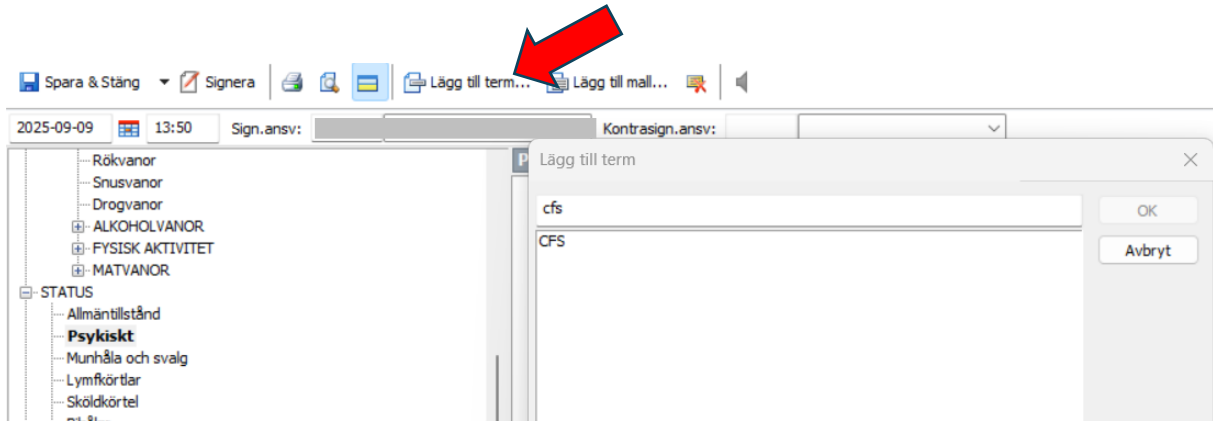 Spara & Stäng Signera Lägg till term... Lägg till mall...
2025-09-09 13:50 Sign.ansv: Kontrasign.ansv:
Rökvanor
Snusvanor
Drogvanor
ALKOHOLVANOR
FYSISK AKTIVITET
MATVANOR
STATUS
Allmäntillstånd
Psykiskt
Munhåla och svalg
Lymfkörtlar
Sköldkörtel
P
Lägg till term
cfs
OK
CFS
Avbryt